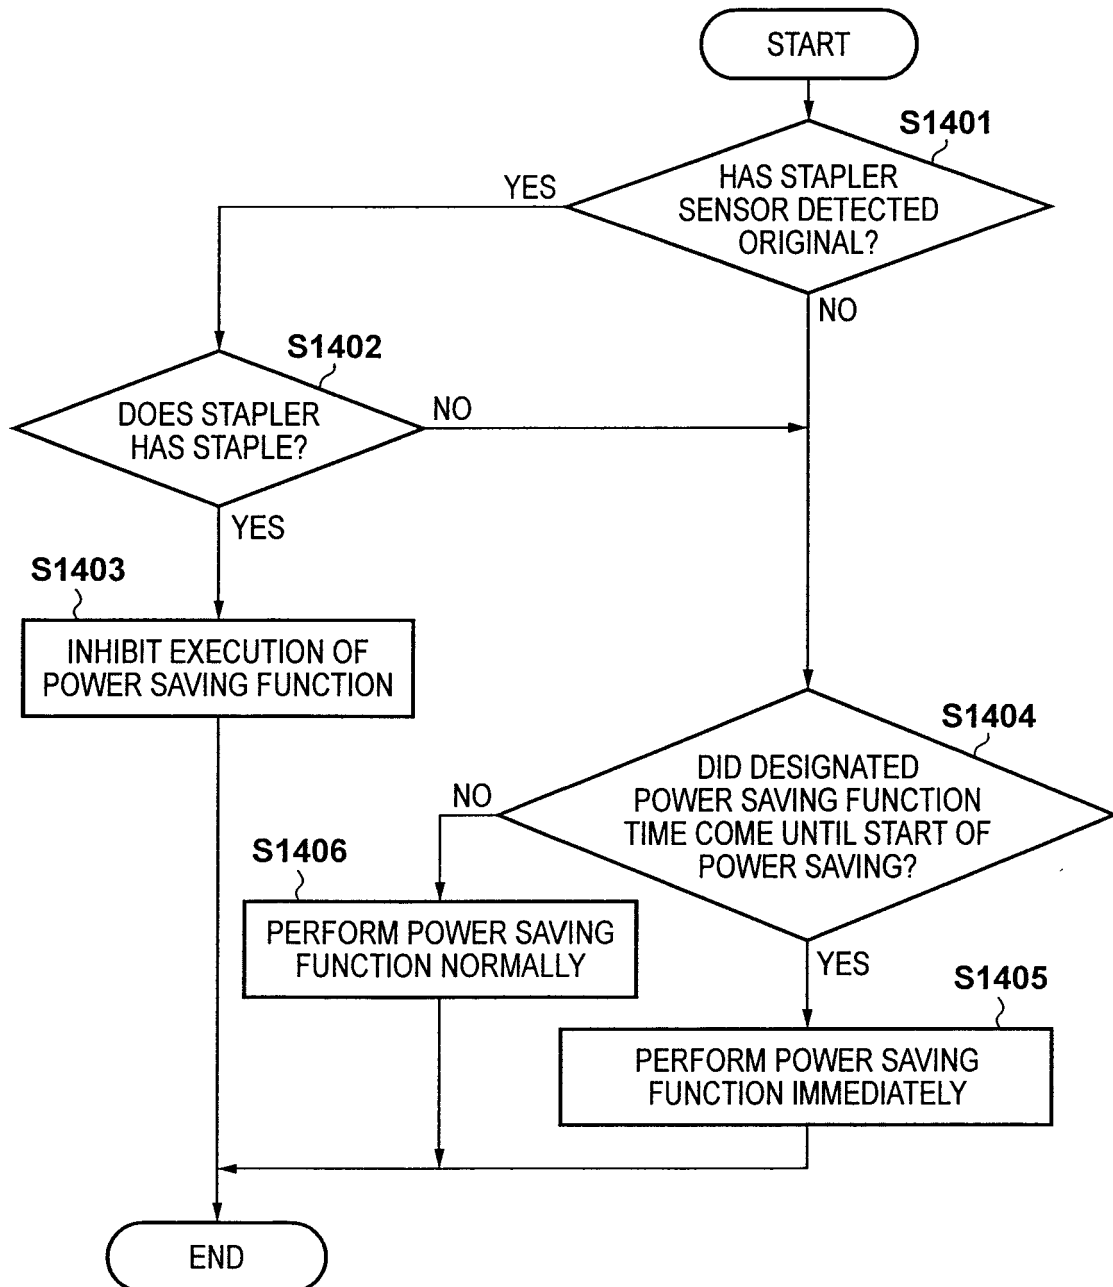 START
S1401
HAS STAPLER
SENSOR DETECTED
ORIGINAL?
YES
NO
S1402
DOES STAPLER
HAS STAPLE?
NO
YES
S1403
INHIBIT EXECUTION OF
POWER SAVING FUNCTION
S1404
DID DESIGNATED
POWER SAVING FUNCTION
TIME COME UNTIL START OF
POWER SAVING?
NO
YES
S1406
PERFORM POWER SAVING
FUNCTION NORMALLY
S1405
PERFORM POWER SAVING
FUNCTION IMMEDIATELY
END